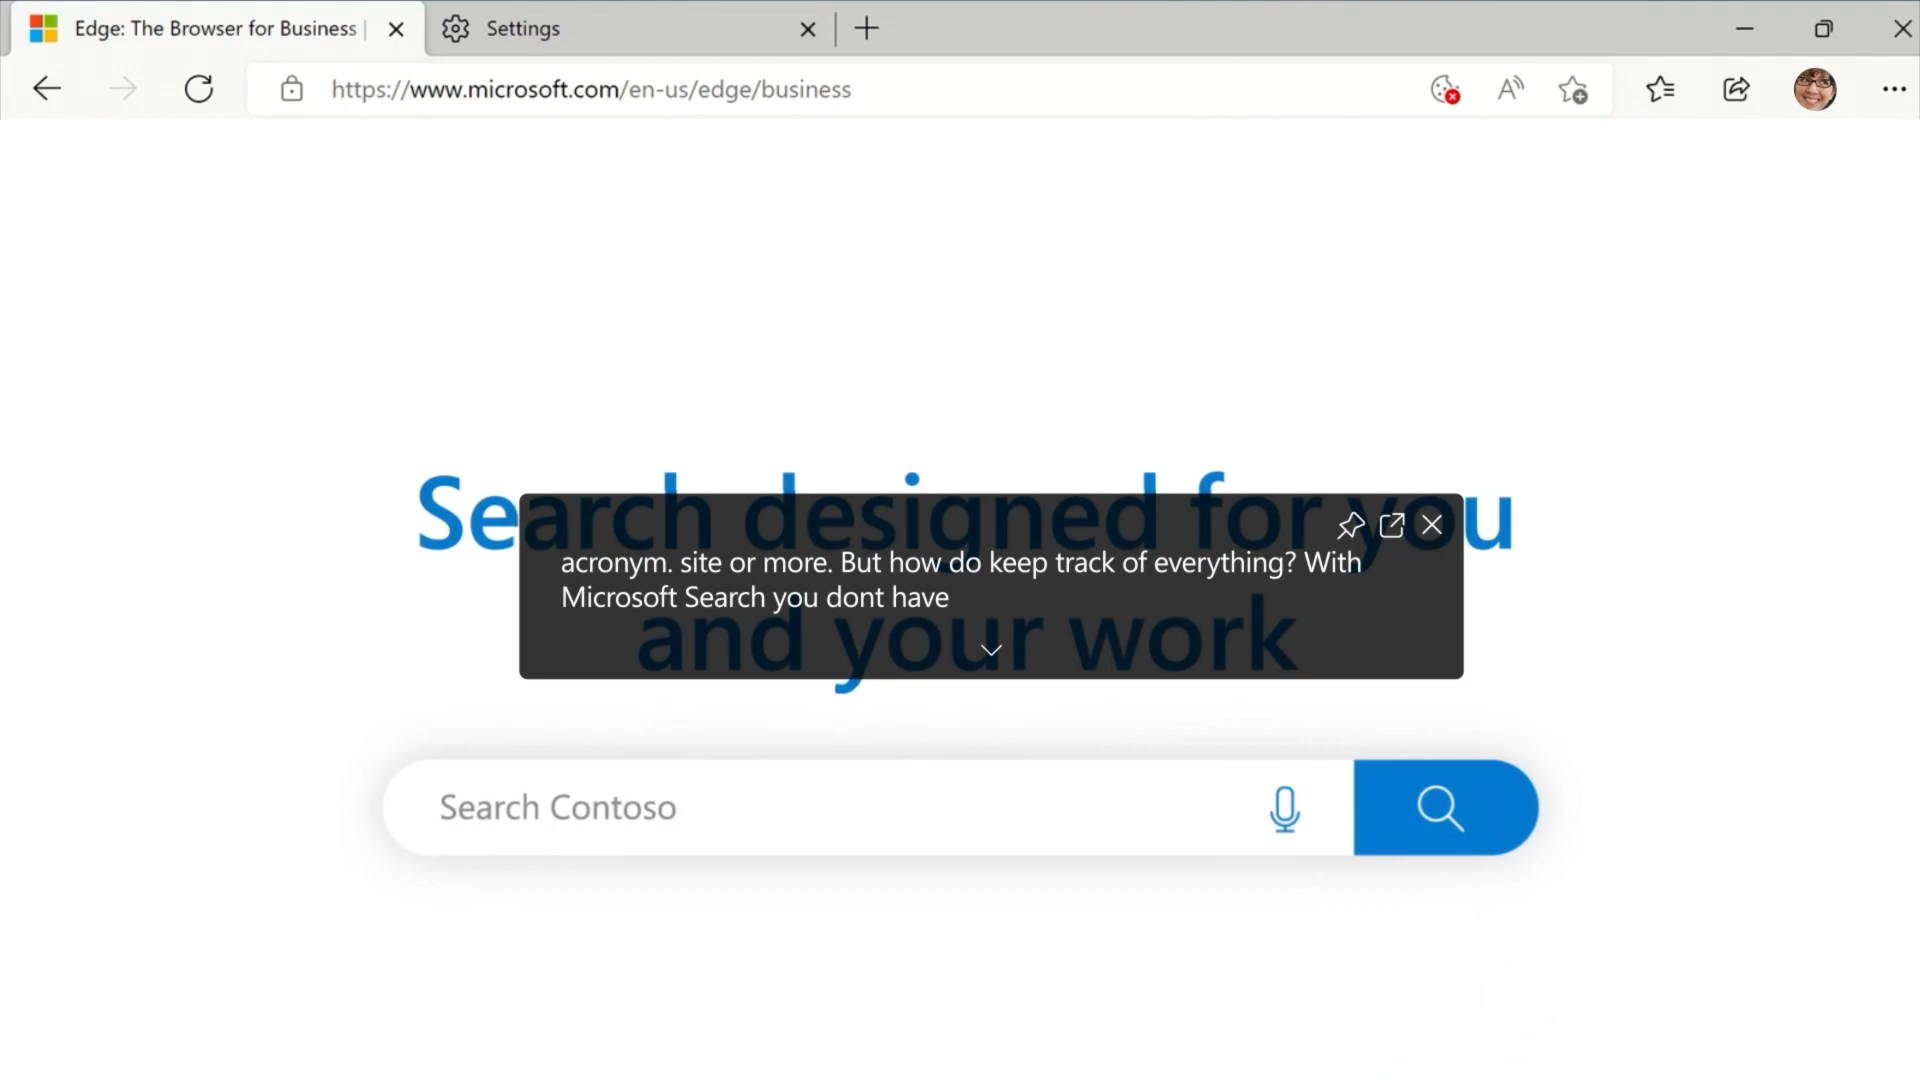 Edge: The Browser for Business |
Settings
https://www.microsoft.com/en-us/edge/business
Search designed for you
acronym. site or more. But how do keep track of everything? With
Microsoft Search you dont have
and your work
Search Contoso